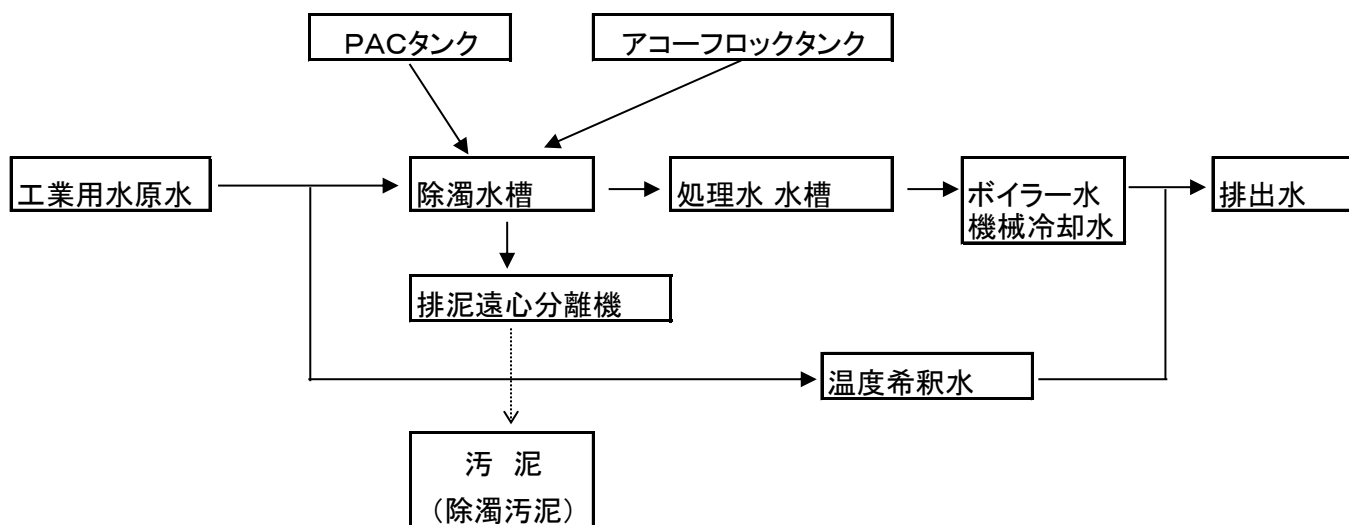 PACタンク
アコーフロックタンク
工業用水原水
除濁水槽
処理水 水槽
ボイラー水
機械冷却水
排出水
排泥遠心分離機
温度希釈水
汚 泥
(除濁汚泥)